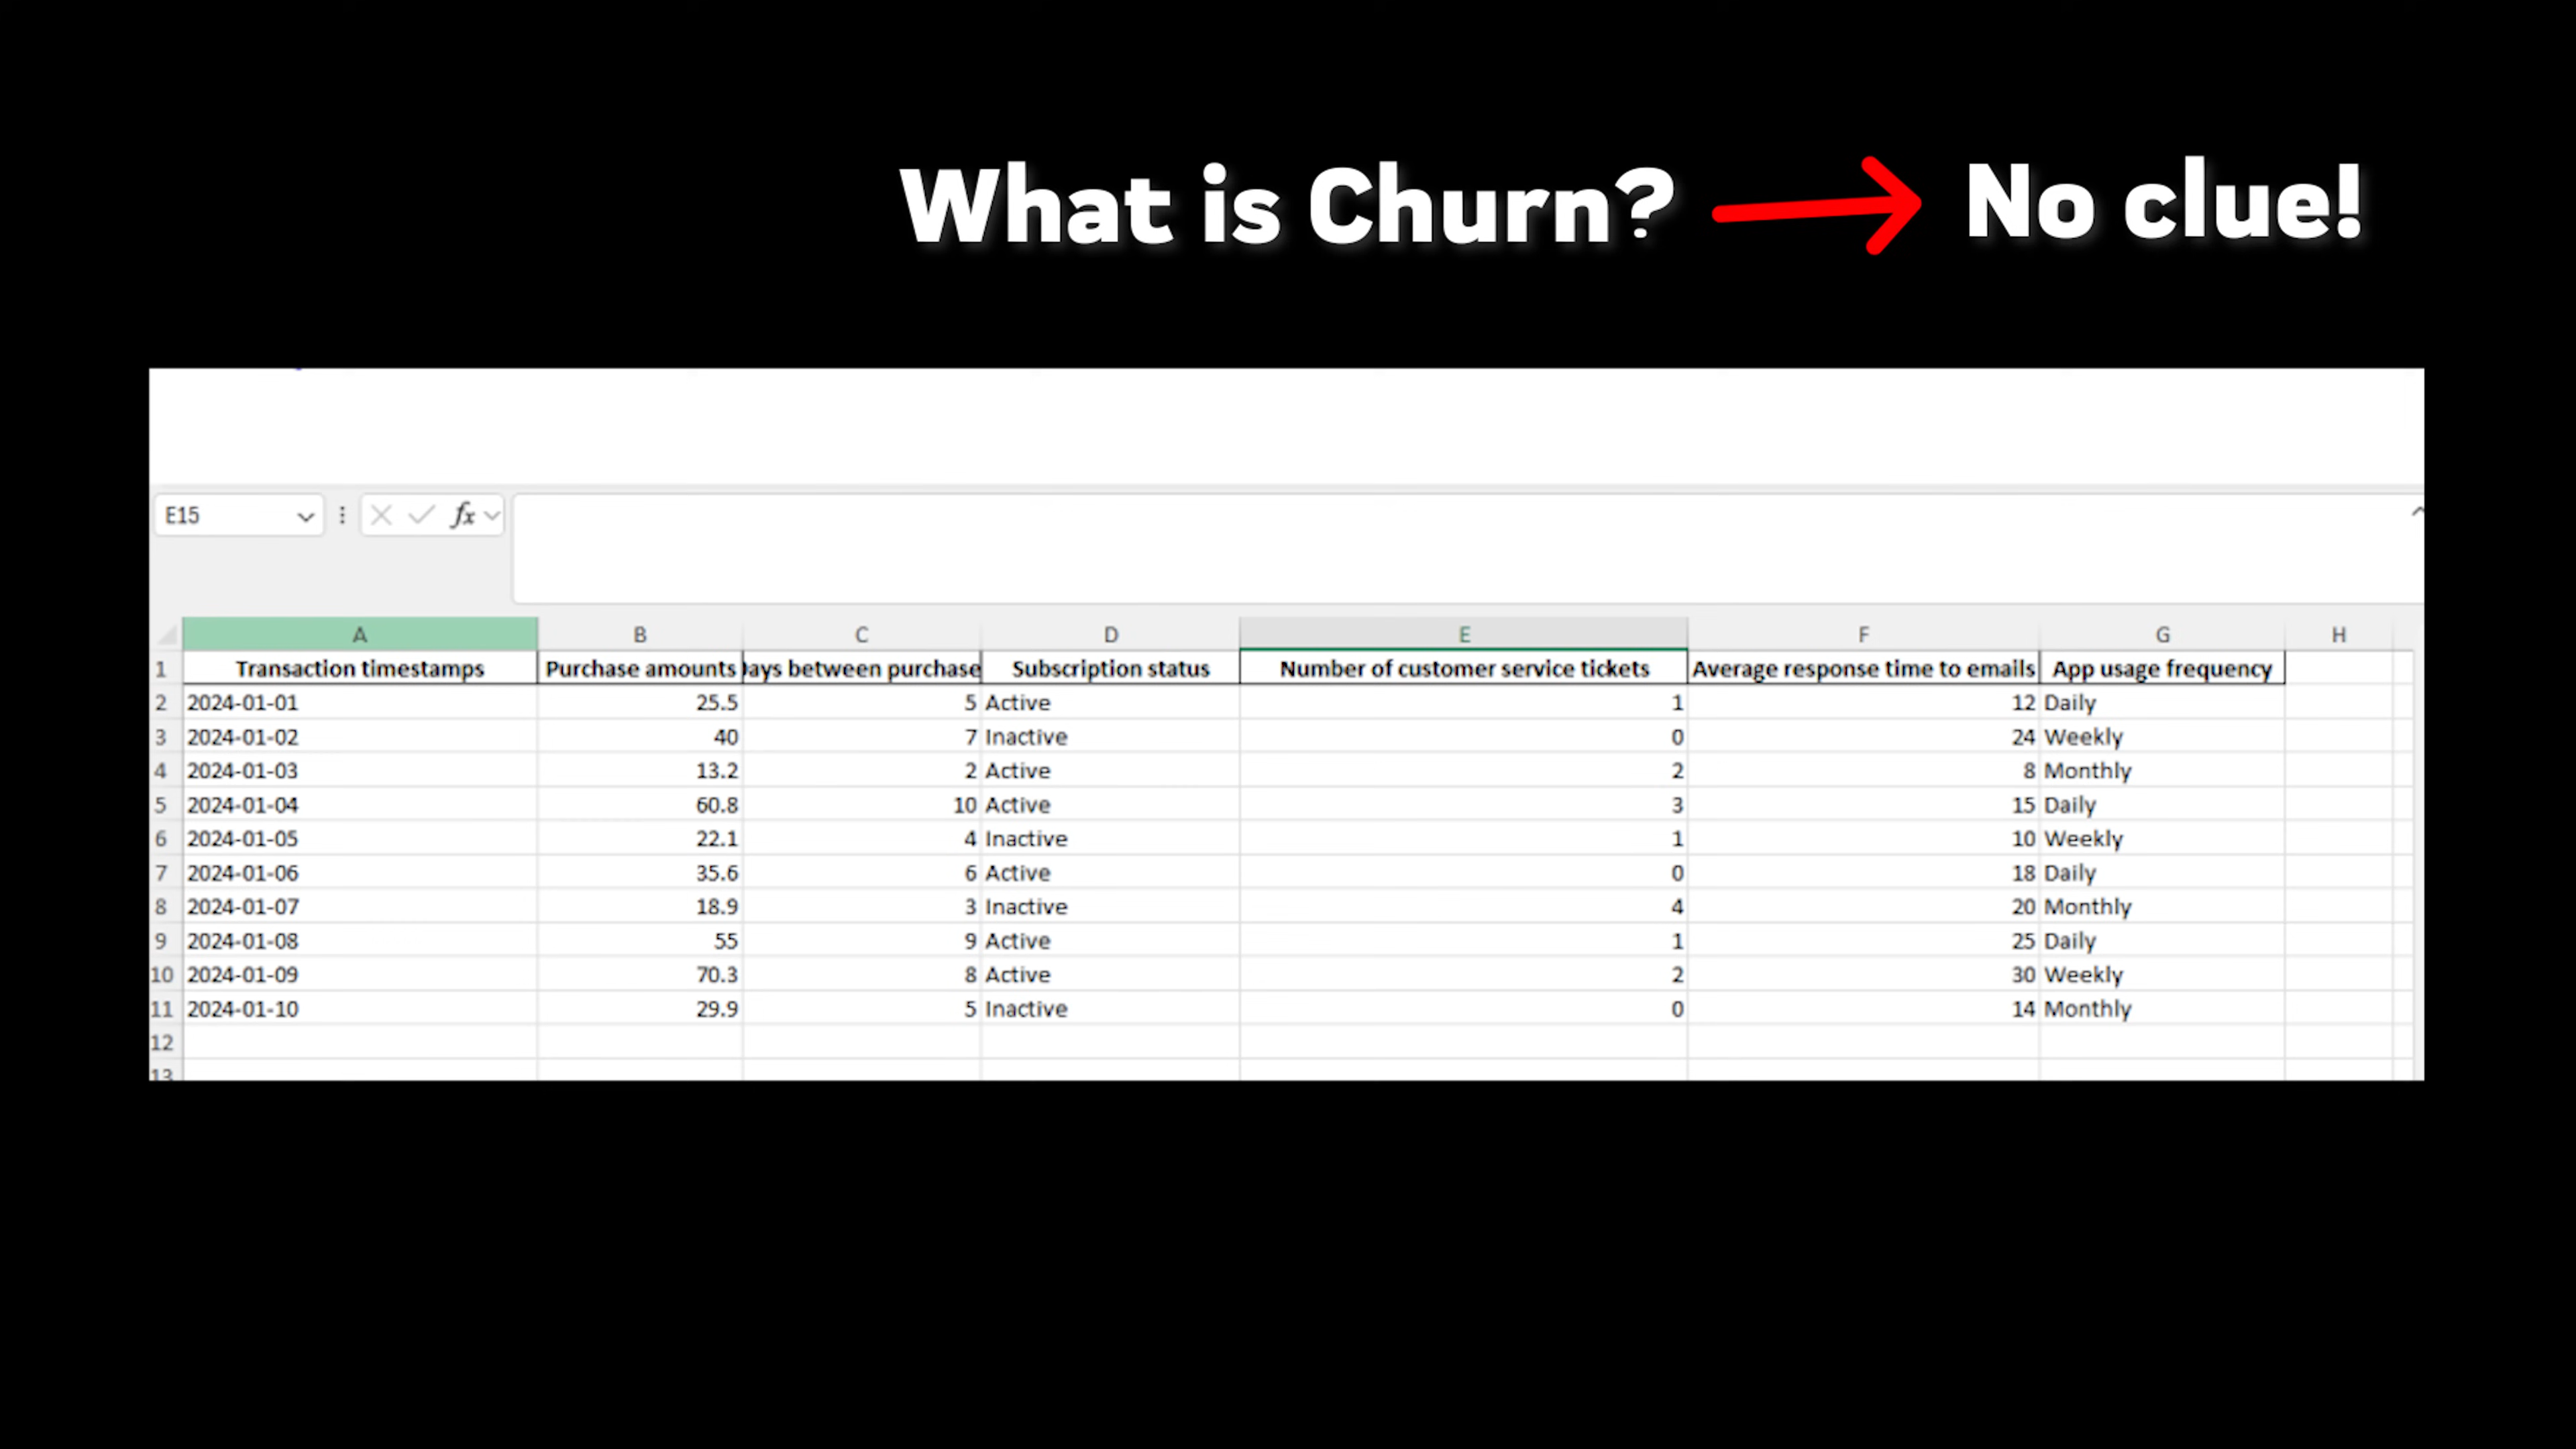 What is Churn? No clue!
E15 fx
A B C D E F G H
1 Transaction timestamps Purchase amounts ays between purchase Subscription status Number of customer service tickets Average response time to emails App usage frequency
2 2024-01-01 25.5 5 Active 1 12 Daily
3 2024-01-02 40 7 Inactive 0 24 Weekly
4 2024-01-03 13.2 2 Active 2 8 Monthly
5 2024-01-04 60.8 10 Active 3 15 Daily
6 2024-01-05 22.1 4 Inactive 1 10 Weekly
7 2024-01-06 35.6 6 Active 0 18 Daily
8 2024-01-07 18.9 3 Inactive 4 20 Monthly
9 2024-01-08 55 9 Active 1 25 Daily
10 2024-01-09 70.3 8 Active 2 30 Weekly
11 2024-01-10 29.9 5 Inactive 0 14 Monthly
12
13